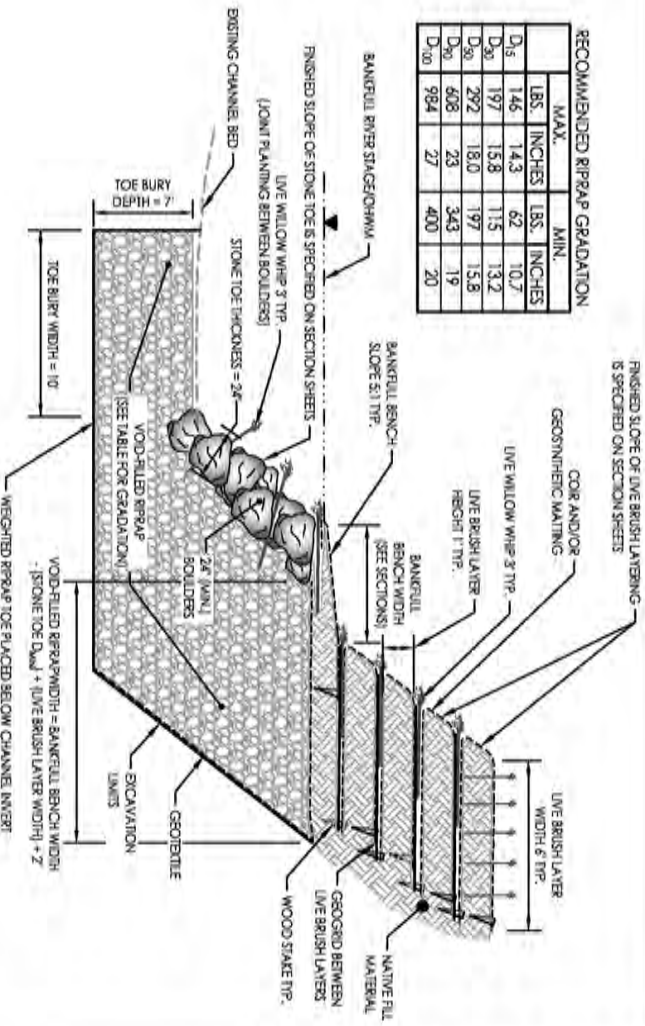 RECOMMENDED RIPRAP GRADATION
MAX. MIN.
LBS. INCHES LBS. INCHES
D15 146 14.3 62 10.7
D30 197 15.8 115 13.2
D50 292 18.0 197 15.8
D90 608 23 343 19
D100 984 27 400 20
FINISHED SLOPE OF LIVE BRUSH LAYERING
IS SPECIFIED ON SECTION SHEETS
COIR AND/OR
GEOSYNTHETIC MATTING
LIVE WILLOW WHIP 3' TYP.
LIVE BRUSH LAYER
HEIGHT 1' TYP.
BANKFULL
BENCH WIDTH
(SEE SECTIONS)
BANKFULL BENCH
SLOPE 5:1 TYP.
LIVE BRUSH LAYER
WIDTH 6' TYP.
BANKFULL RIVER STAGE/OHWM
FINISHED SLOPE OF STONE TOE IS SPECIFIED ON SECTION SHEETS
LIVE WILLOW WHIP 3' TYP.
(JOINT PLANTING BETWEEN BOULDERS)
STONE TOE THICKNESS = 24"
EXISTING CHANNEL BED
TOE BURY
DEPTH = 7'
TOE BURY WIDTH = 10'
VOID-FILLED RIPRAP
(SEE TABLE FOR GRADATION)
24" (MIN.)
BOULDERS
NATIVE FILL
MATERIAL
GEOGRID BETWEEN
LIVE BRUSH LAYERS
WOOD STAKE TYP.
GEOTEXTILE
EXCAVATION
LIMITS
VOID-FILLED RIPRAP WIDTH = BANKFULL BENCH WIDTH
- (STONE TOE D + (LIVE BRUSH LAYER WIDTH) + 2'
WEIGHTED RIPRAP TOE PLACED BELOW CHANNEL INVERT